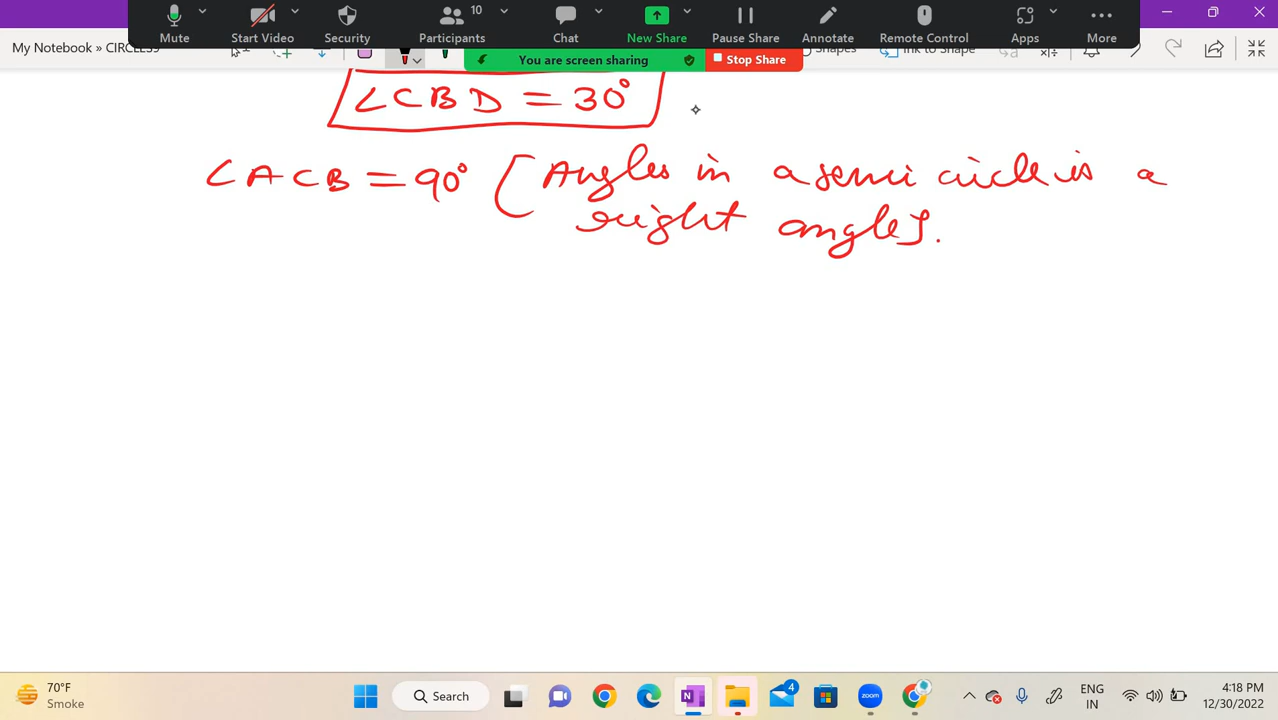 10
Mute Start Video Security Participants Chat New Share Pause Share Annotate Remote Control Apps More
My Notebook » CIRCLES9
You are screen sharing Stop Share
Shapes Ink to Shape
∠CBD = 30°
∠ACB = 90° [Angles in a semi circle is a
right angles].
70°F
Smoke
Search
4
ENG
IN
4:18 PM
12/30/2022